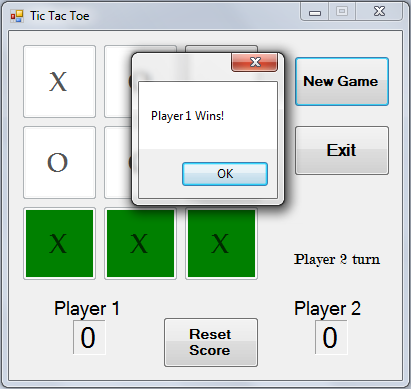 Tic Tac Toe
X
New Game
Player 1 Wins!
O
Exit
OK
X X X
Player 2 turn
Player 1
Player 2
0
Reset
Score
0